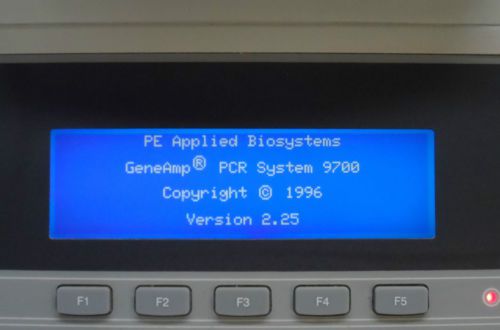 PE Applied Biosystems
GeneAmp® PCR System 9700
Copyright © 1996
Version 2.25
F1 F2 F3 F4 F5